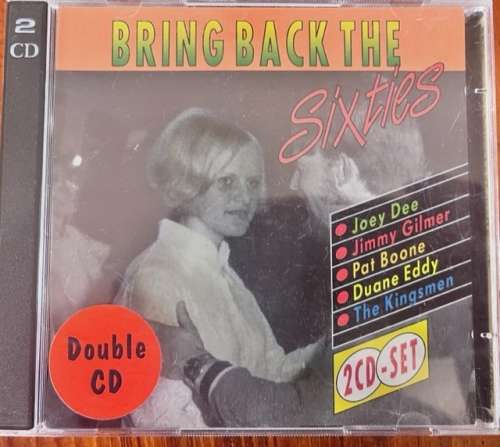 2
CD
BRING BACK THE
Sixties
Joey Dee
Jimmy Gilmer
Pat Boone
Duane Eddy
The Kingsmen
2CD-SET
Double
CD